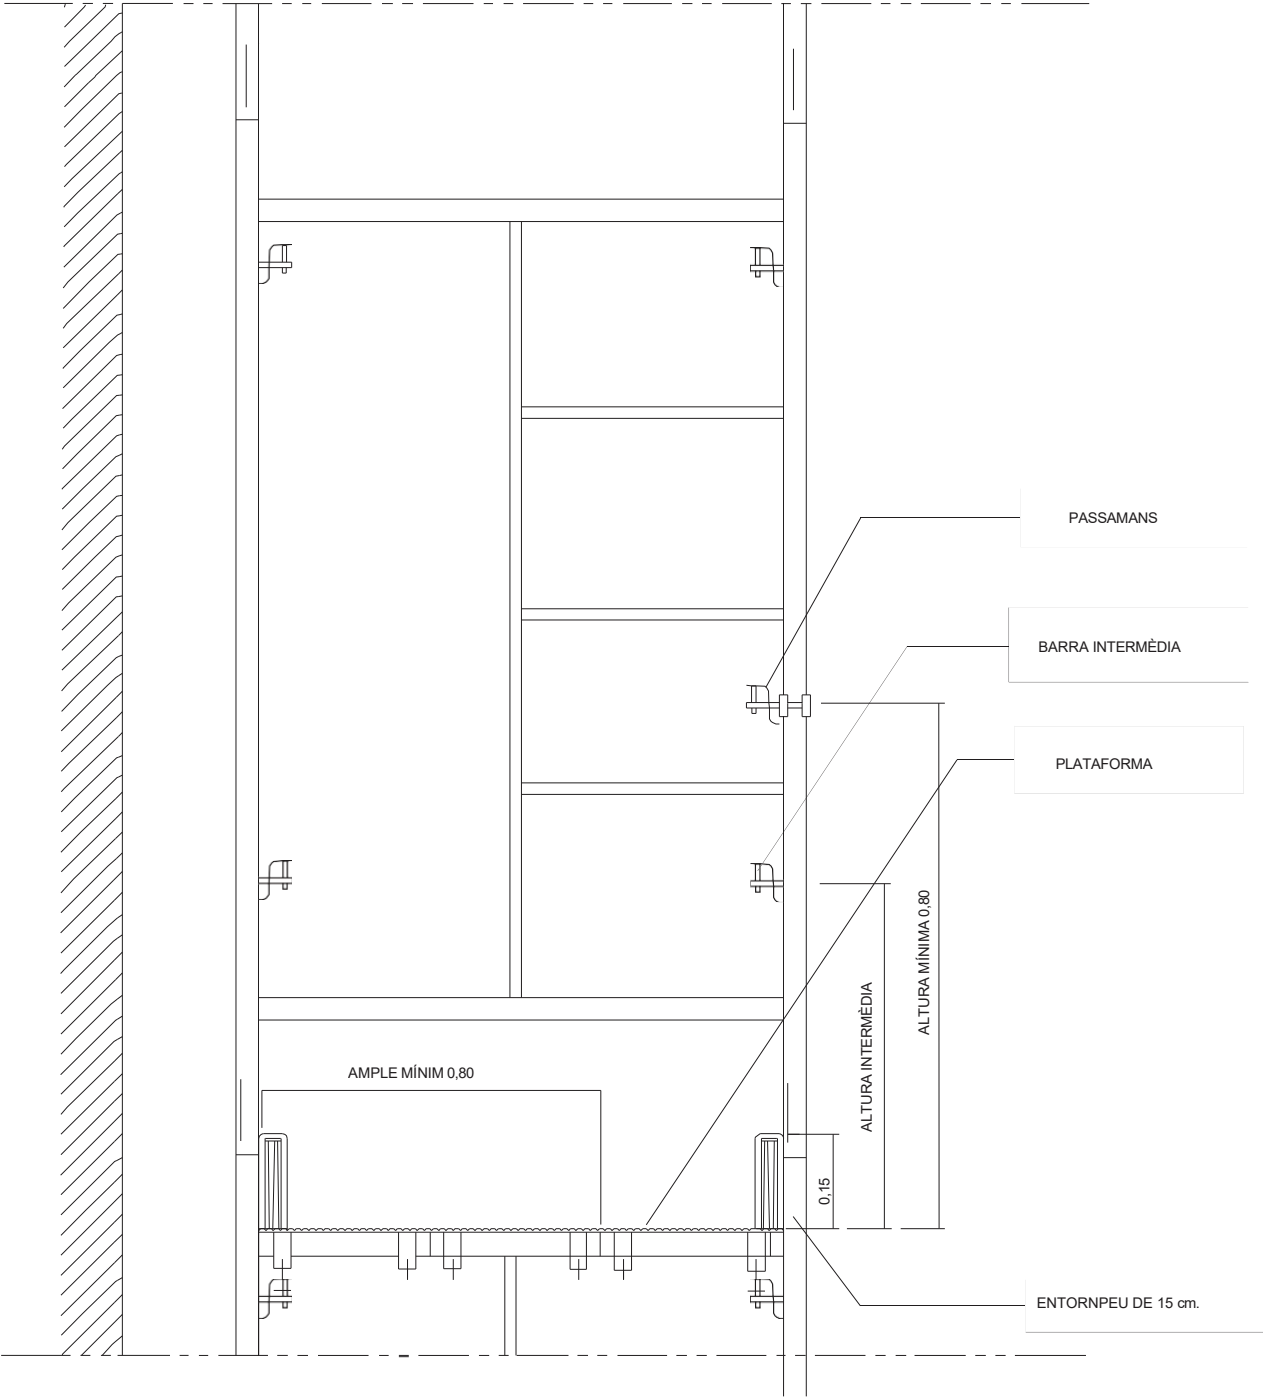 PASSAMANS
BARRA INTERMÈDIA
PLATAFORMA
ALTURA MÍNIMA 0,80
ALTURA INTERMÈDIA
AMPLE MÍNIM 0,80
0,15
ENTORNPEU DE 15 cm.